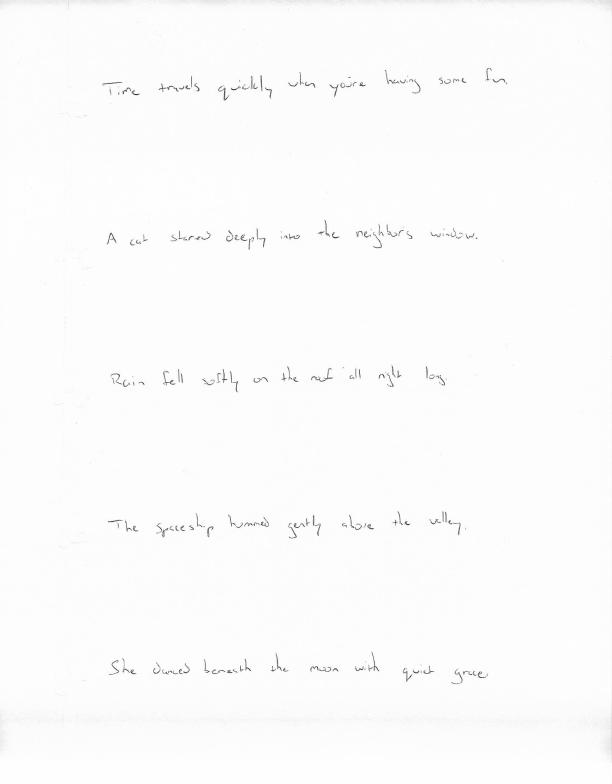 Time travels quickly when you're having some fun.
A cat stared deeply into the neighbor's window.
Rain fell softly on the roof all night long
The spaceship hummed gently above the valley.
She danced beneath the moon with quiet grace